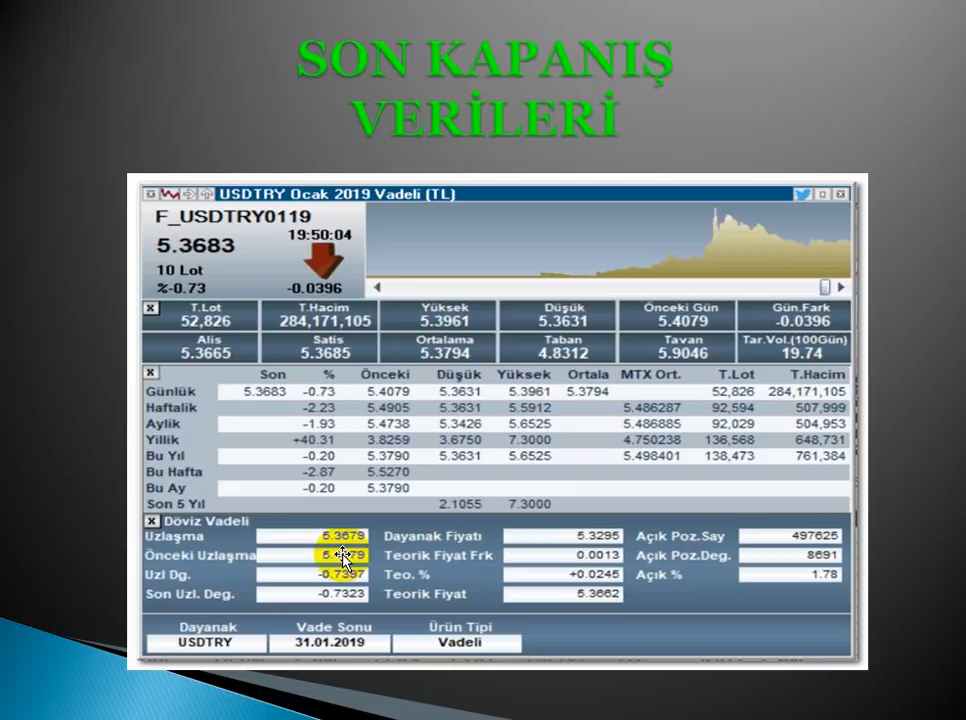 SON KAPANIŞ
VERİLERİ
USDTRY Ocak 2019 Vadeli (TL)
F_USDTRY0119
5.3683
19:50:04
10 Lot
%-0.73
-0.0396
T.Lot T.Hacim Yüksek Düşük Önceki Gün Gün.Fark
52,826 284,171,105 5.3961 5.3631 5.4079 -0.0396
Alis Satis Ortalama Taban Tavan Tar.Vol.(100Gün)
5.3665 5.3685 5.3794 4.8312 5.9046 19.74
Son % Önceki Düşük Yüksek Ortala MTX Ort. T.Lot T.Hacim
Günlük 5.3683 -0.73 5.4079 5.3631 5.3961 5.3794 52,826 284,171,105
Haftalik -2.23 5.4905 5.3631 5.5912 5.486287 92,594 507,999
Aylik -1.93 5.4738 5.3426 5.6525 5.486885 92,029 504,953
Yillik +40.31 3.8259 3.6750 7.3000 4.750238 136,568 648,731
Bu Yıl -0.20 5.3790 5.3631 5.6525 5.498401 138,473 761,384
Bu Hafta -2.87 5.5270
Bu Ay -0.20 5.3790
Son 5 Yıl 2.1055 7.3000
Döviz Vadeli
Uzlaşma 5.3679 Dayanak Fiyatı 5.3295 Açık Poz.Say 497625
Önceki Uzlaşma Teorik Fiyat Frk 0.0013 Açık Poz.Deg. 8691
Uzl Dg. -0.7397 Teo. % +0.0245 Açık % 1.78
Son Uzl. Deg. -0.7323 Teorik Fiyat 5.3662
Dayanak Vade Sonu Ürün Tipi
USDTRY 31.01.2019 Vadeli